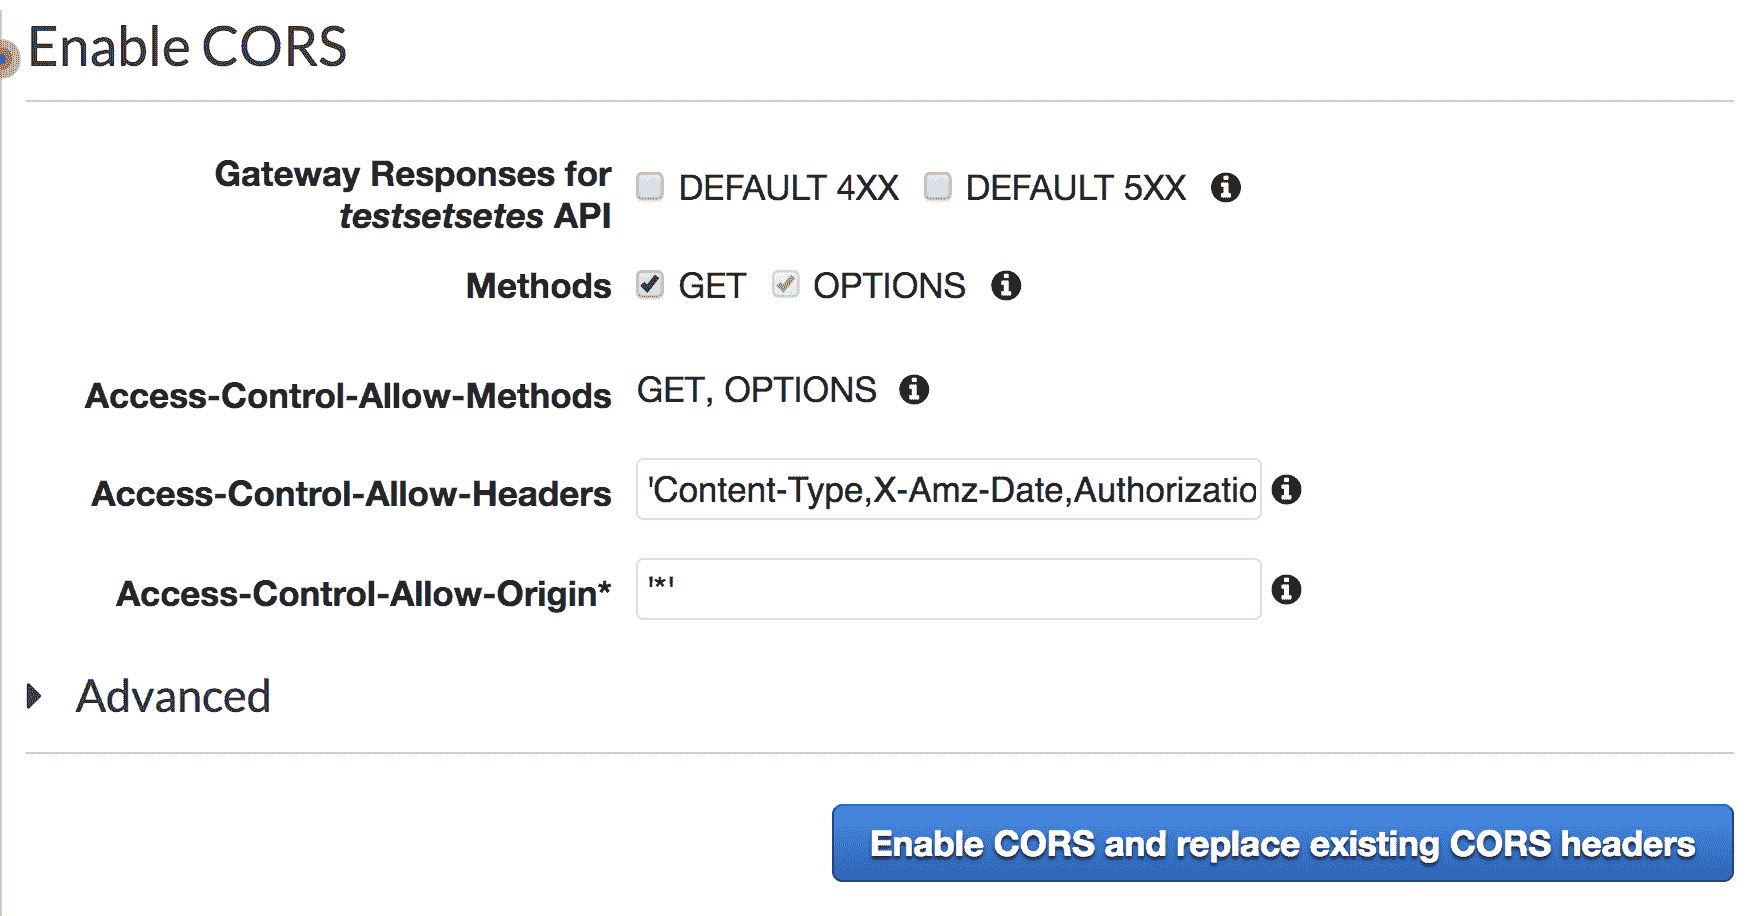 Enable CORS
Gateway Responses for
testsetsetes API
DEFAULT 4XX DEFAULT 5XX
Methods GET OPTIONS
Access-Control-Allow-Methods GET, OPTIONS
Access-Control-Allow-Headers 'Content-Type,X-Amz-Date,Authorizatio
Access-Control-Allow-Origin* '*'
Advanced
Enable CORS and replace existing CORS headers